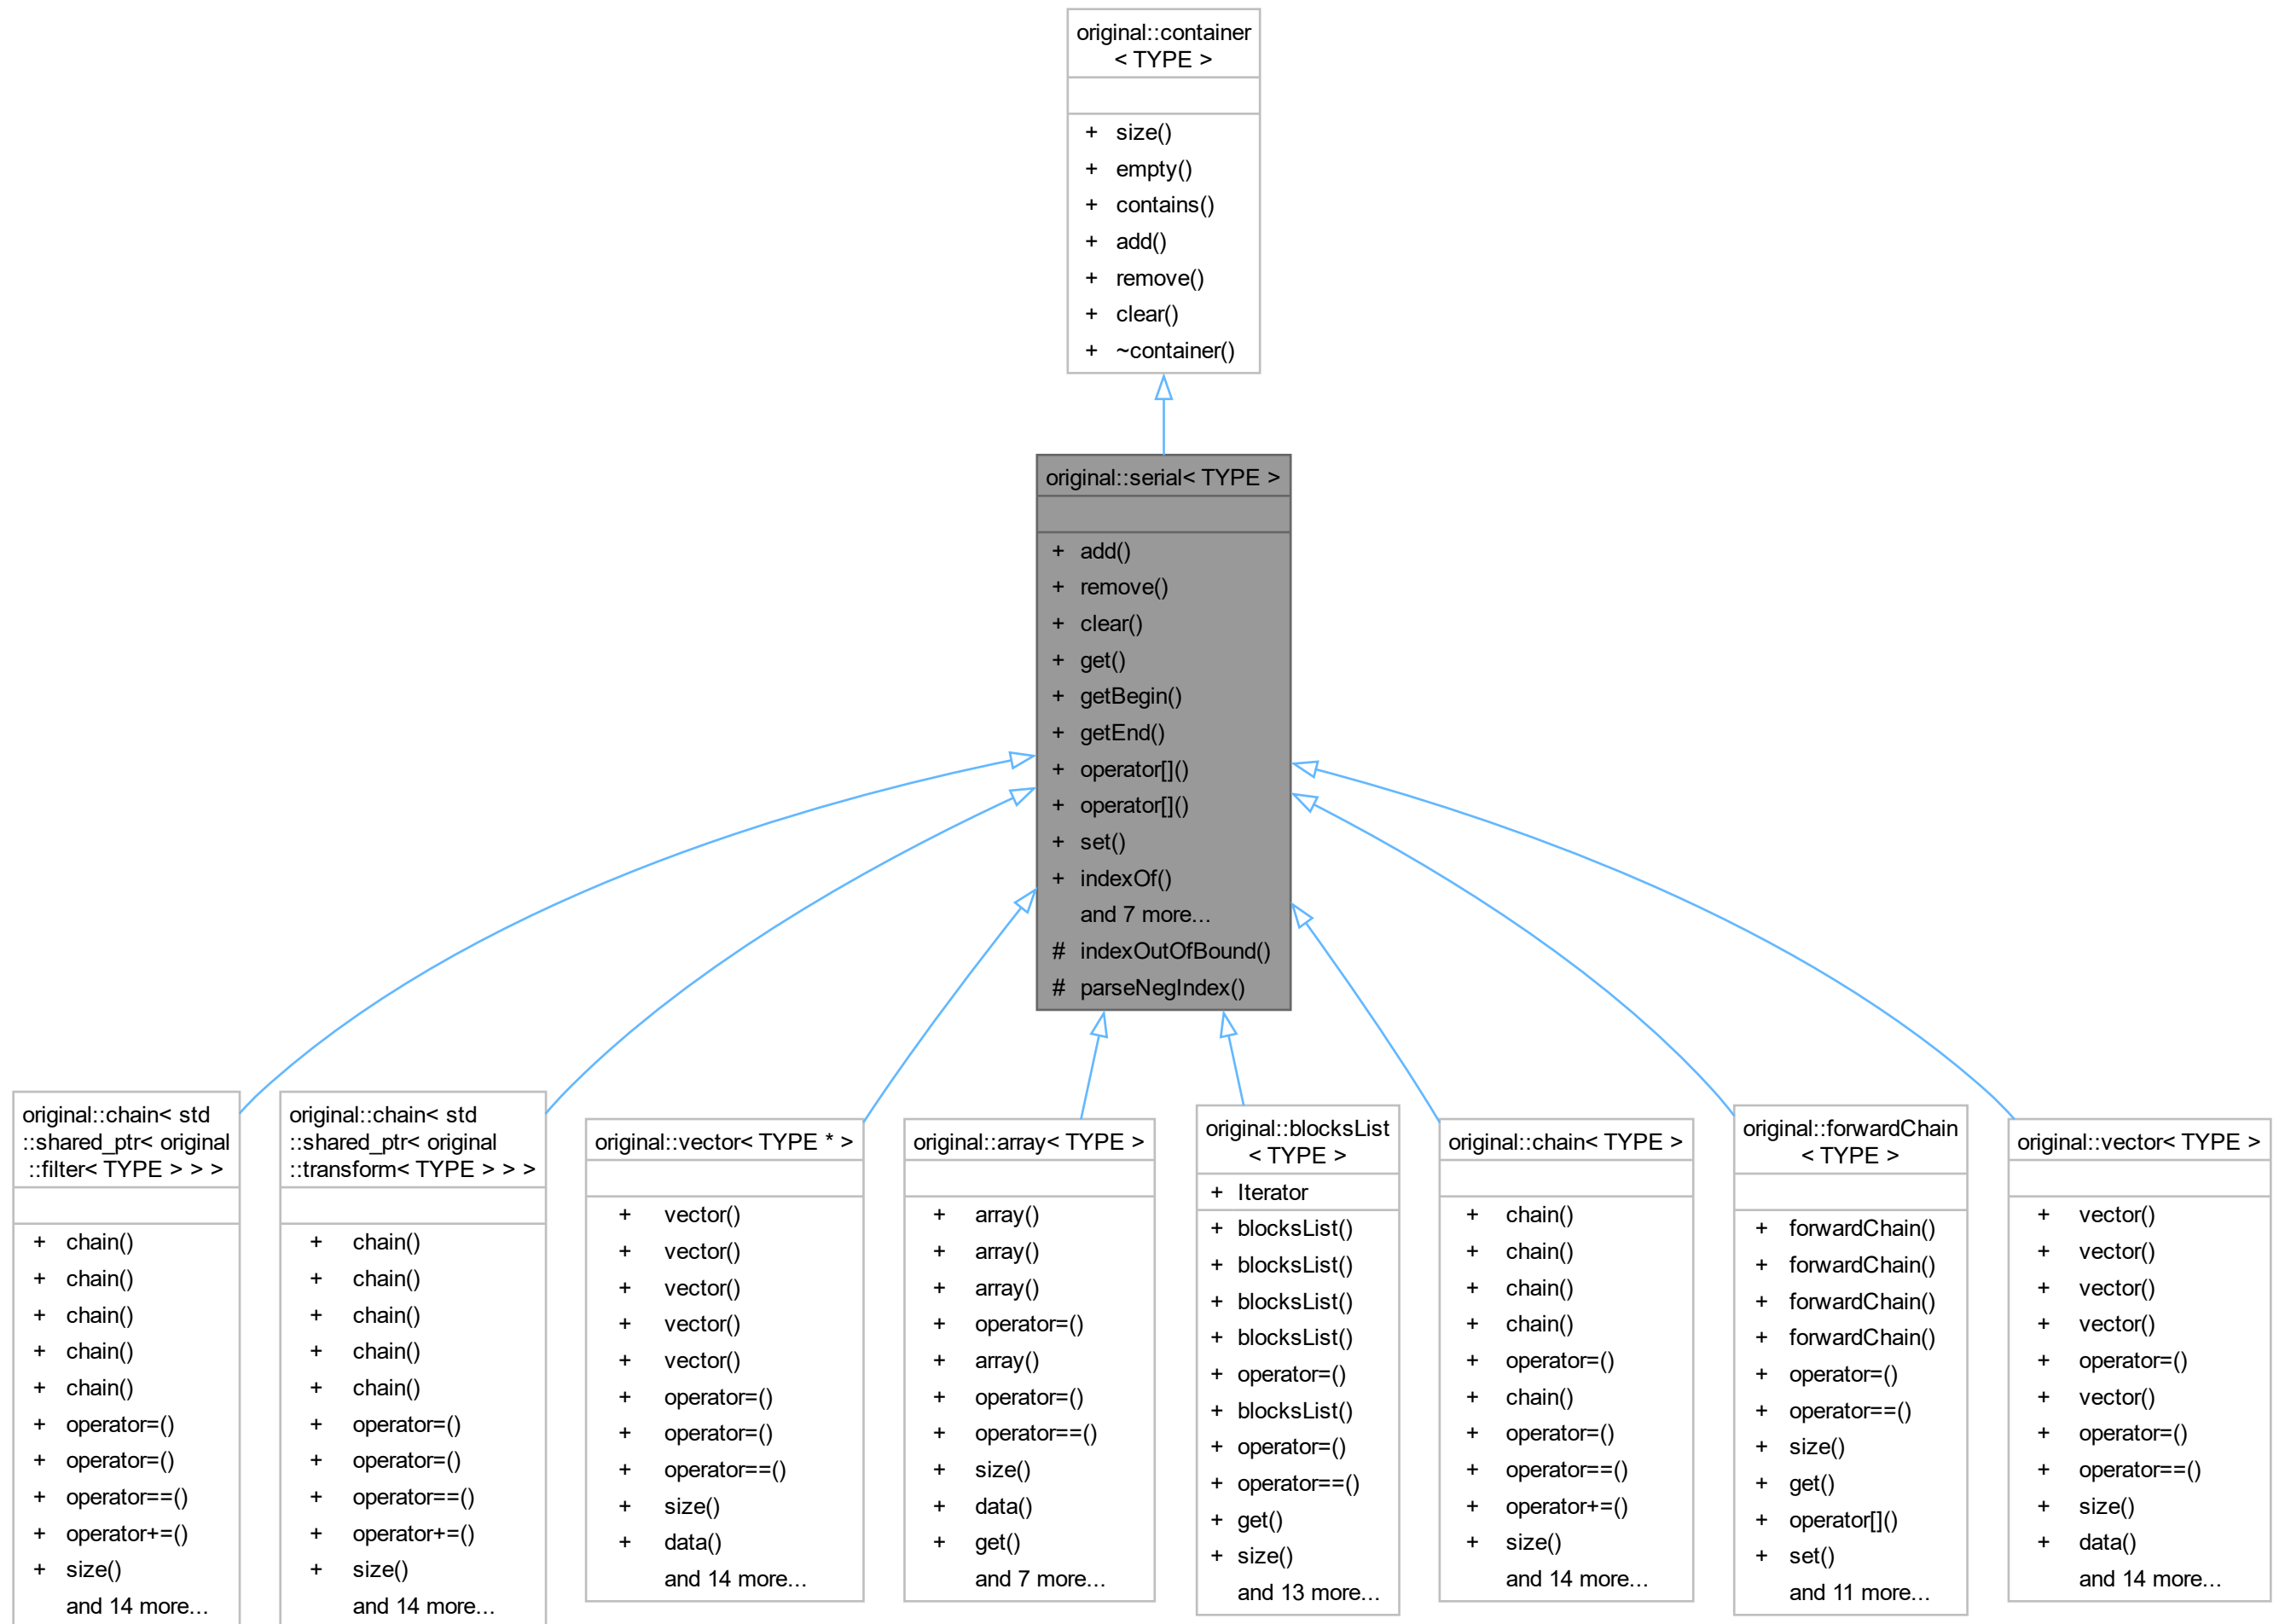 original::container
< TYPE >
+ size()
+ empty()
+ contains()
+ add()
+ remove()
+ clear()
+ ~container()
original::serial< TYPE >
+ add()
+ remove()
+ clear()
+ get()
+ getBegin()
+ getEnd()
+ operator[]()
+ operator[]()
+ set()
+ indexOf()
and 7 more...
# indexOutOfBound()
# parseNegIndex()
original::chain< std
::shared_ptr< original
::filter< TYPE > > >
+ chain()
+ chain()
+ chain()
+ chain()
+ chain()
+ operator=()
+ operator=()
+ operator==()
+ operator+=()
+ size()
and 14 more...
original::chain< std
::shared_ptr< original
::transform< TYPE > > >
+ chain()
+ chain()
+ chain()
+ chain()
+ chain()
+ operator=()
+ operator=()
+ operator==()
+ operator+=()
+ size()
and 14 more...
original::vector< TYPE * >
+ vector()
+ vector()
+ vector()
+ vector()
+ vector()
+ operator=()
+ operator=()
+ operator==()
+ size()
+ data()
and 14 more...
original::array< TYPE >
+ array()
+ array()
+ array()
+ operator=()
+ array()
+ operator=()
+ operator==()
+ size()
+ data()
+ get()
and 7 more...
original::blocksList
< TYPE >
+ Iterator
+ blocksList()
+ blocksList()
+ blocksList()
+ blocksList()
+ operator=()
+ blocksList()
+ operator=()
+ operator==()
+ get()
+ size()
and 13 more...
original::chain< TYPE >
+ chain()
+ chain()
+ chain()
+ chain()
+ operator=()
+ chain()
+ operator=()
+ operator==()
+ operator+=()
+ size()
and 14 more...
original::forwardChain
< TYPE >
+ forwardChain()
+ forwardChain()
+ forwardChain()
+ forwardChain()
+ operator=()
+ operator==()
+ size()
+ get()
+ operator[]()
+ set()
and 11 more...
original::vector< TYPE >
+ vector()
+ vector()
+ vector()
+ vector()
+ operator=()
+ vector()
+ operator=()
+ operator==()
+ size()
+ data()
and 14 more...